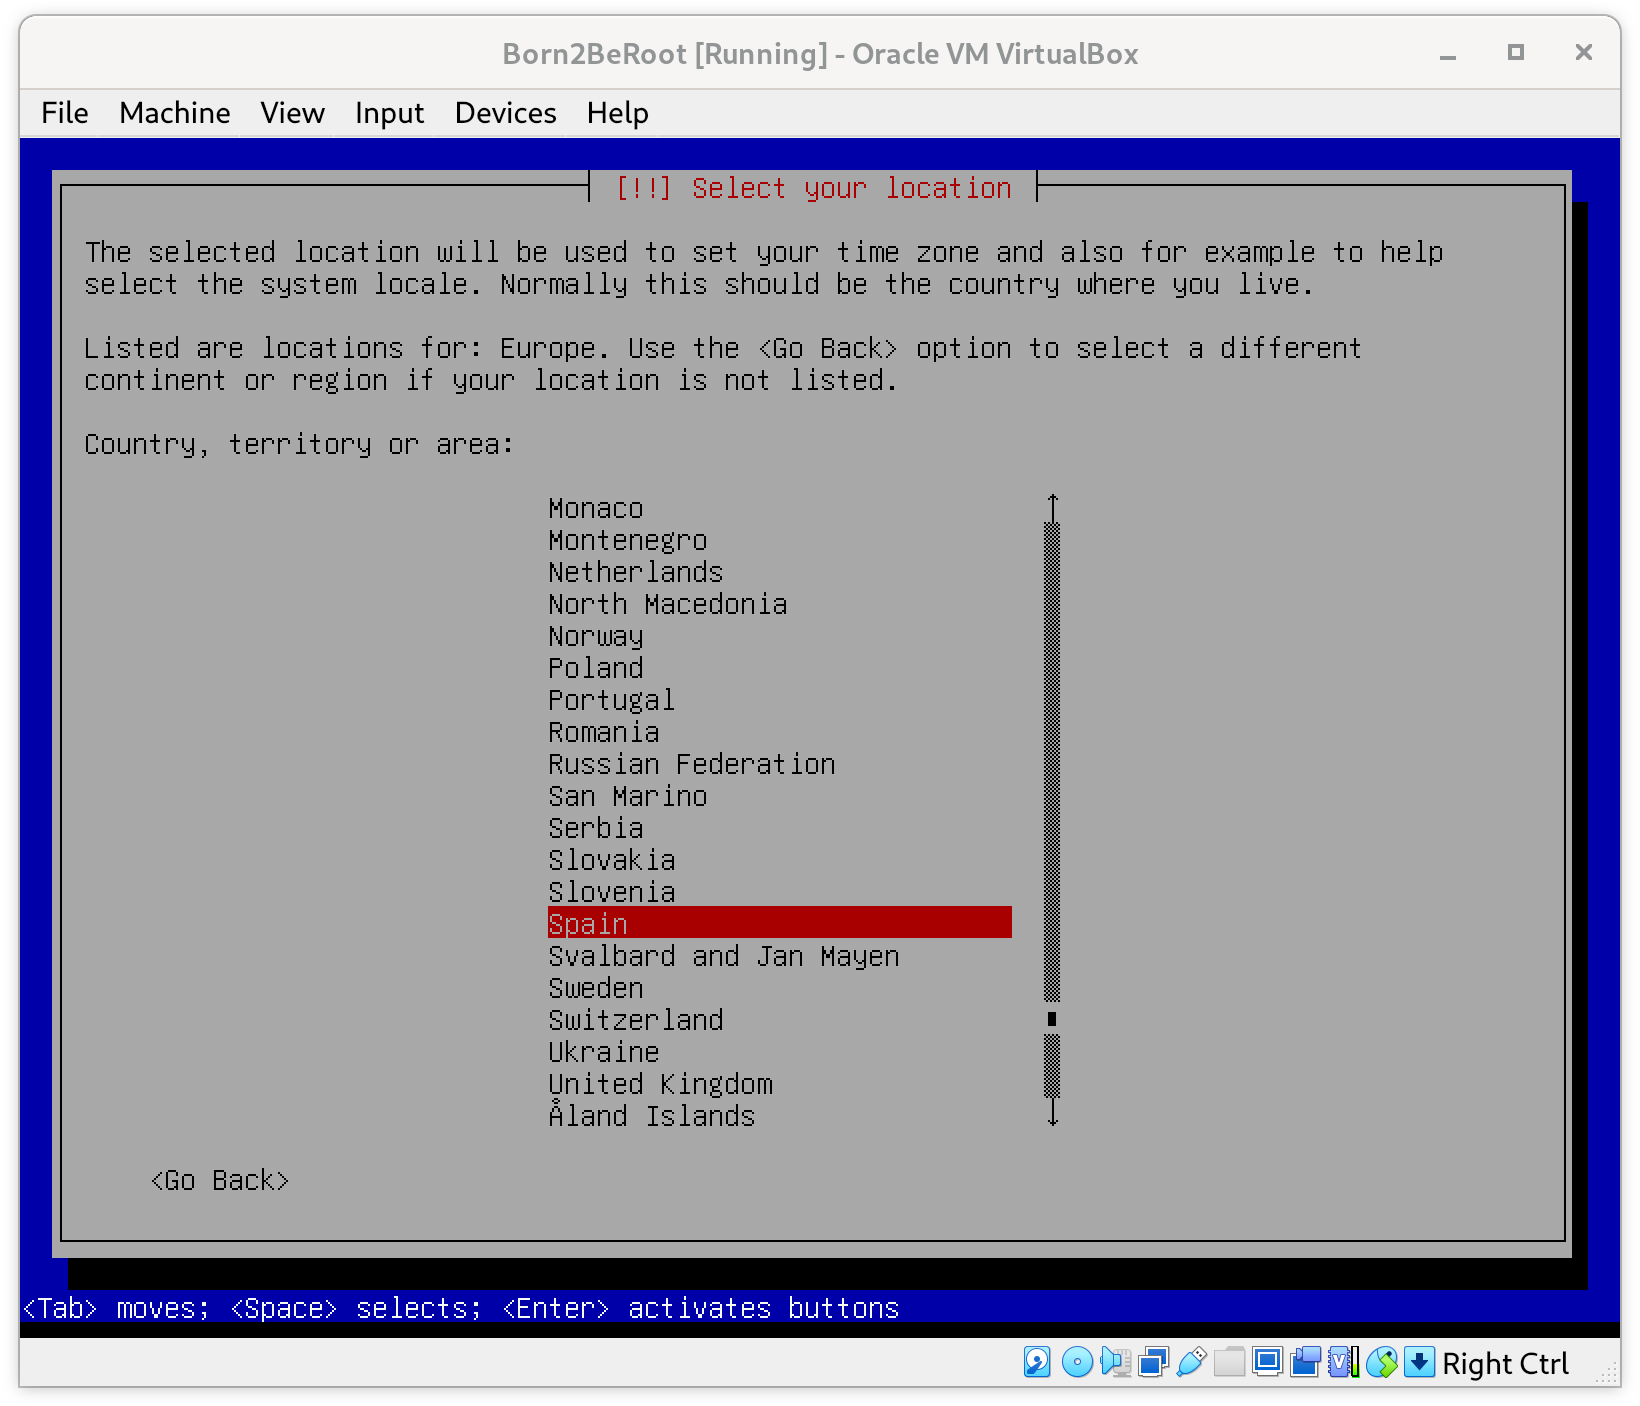 Born2BeRoot [Running] - Oracle VM VirtualBox
File Machine View Input Devices Help
[!!] Select your location
The selected location will be used to set your time zone and also for example to help
select the system locale. Normally this should be the country where you live.
Listed are locations for: Europe. Use the <Go Back> option to select a different
continent or region if your location is not listed.
Country, territory or area:
Monaco
Montenegro
Netherlands
North Macedonia
Norway
Poland
Portugal
Romania
Russian Federation
San Marino
Serbia
Slovakia
Slovenia
Spain
Svalbard and Jan Mayen
Sweden
Switzerland
Ukraine
United Kingdom
Åland Islands
<Go Back>
<Tab> moves; <Space> selects; <Enter> activates buttons
Right Ctrl